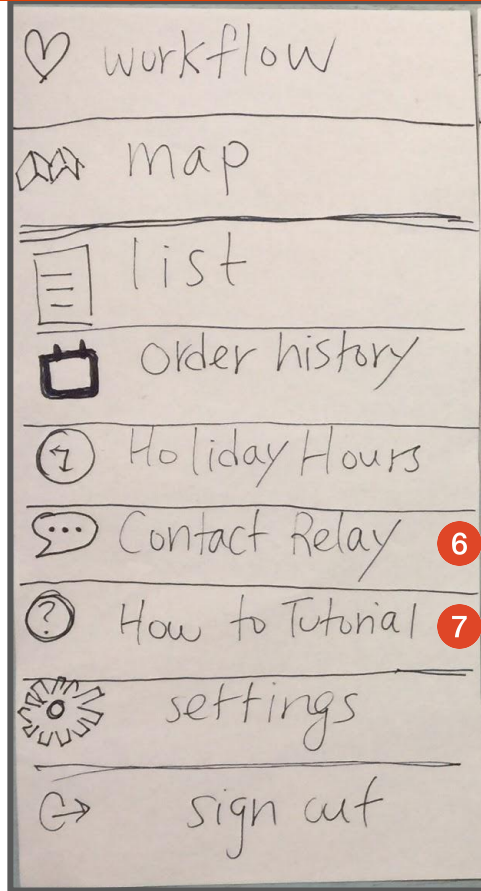 workflow
map
list
order history
Holiday Hours
Contact Relay 6
? How to Tutorial 7
settings
sign out